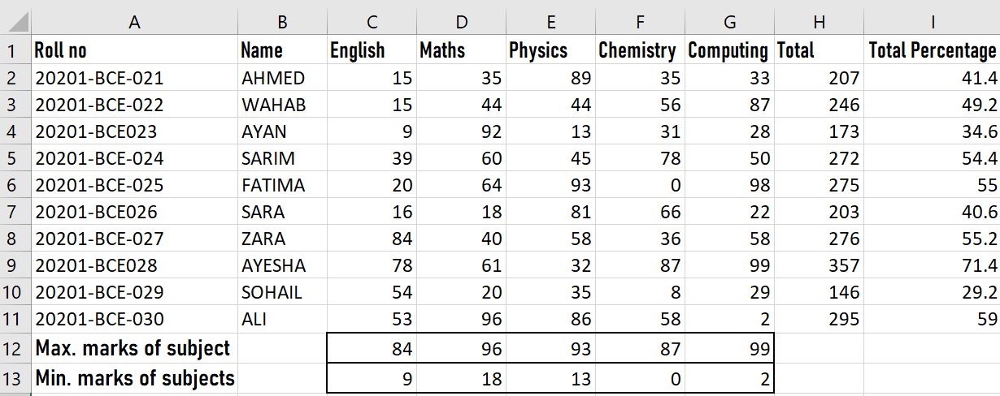 A B C D E F G H I
1 Roll no Name English Maths Physics Chemistry Computing Total Total Percentage
2 20201-BCE-021 AHMED 15 35 89 35 33 207 41.4
3 20201-BCE-022 WAHAB 15 44 44 56 87 246 49.2
4 20201-BCE023 AYAN 9 92 13 31 28 173 34.6
5 20201-BCE-024 SARIM 39 60 45 78 50 272 54.4
6 20201-BCE-025 FATIMA 20 64 93 0 98 275 55
7 20201-BCE026 SARA 16 18 81 66 22 203 40.6
8 20201-BCE-027 ZARA 84 40 58 36 58 276 55.2
9 20201-BCE028 AYESHA 78 61 32 87 99 357 71.4
10 20201-BCE-029 SOHAIL 54 20 35 8 29 146 29.2
11 20201-BCE-030 ALI 53 96 86 58 2 295 59
12 Max. marks of subject 84 96 93 87 99
13 Min. marks of subjects 9 18 13 0 2